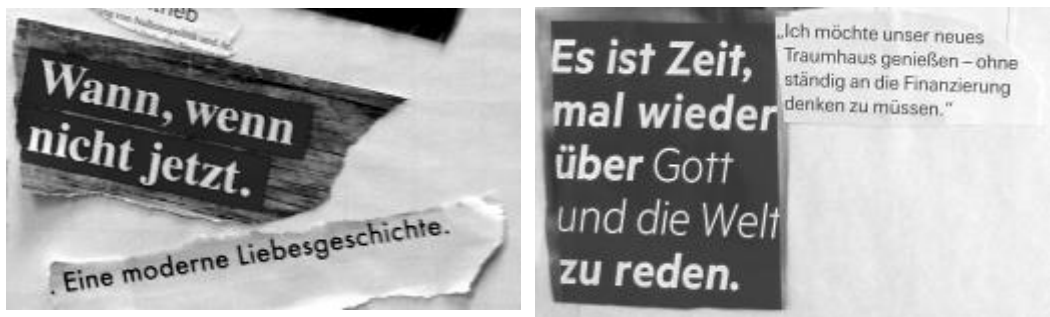 Wann, wenn
nicht jetzt.
. Eine moderne Liebesgeschichte.
Es ist Zeit,
mal wieder
über Gott
und die Welt
zu reden.
„Ich möchte unser neues
Traumhaus genießen – ohne
ständig an die Finanzierung
denken zu müssen.“